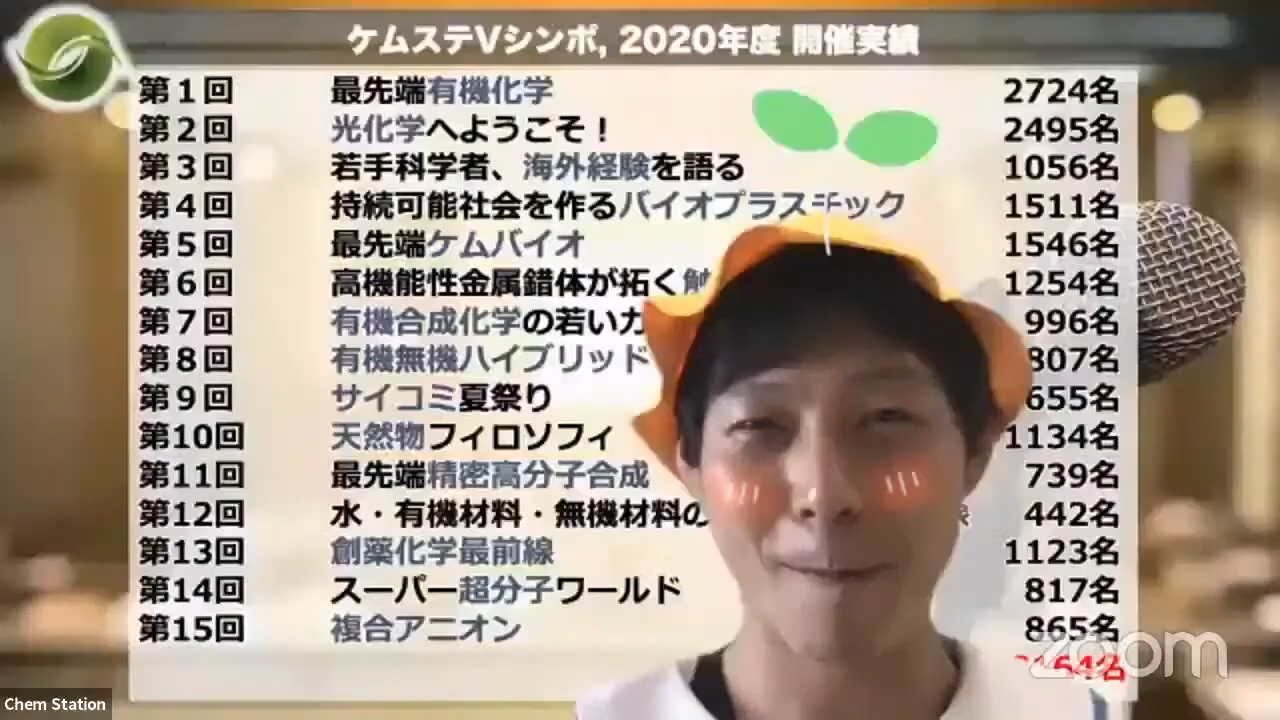 ケムステVシンポ, 2020年度 開催実績
第1回 最先端有機化学 2724名
第2回 光化学へようこそ! 2495名
第3回 若手科学者、海外経験を語る 1056名
第4回 持続可能社会を作るバイオプラスチック 1511名
第5回 最先端ケムバイオ 1546名
第6回 高機能性金属錯体が拓く触 1254名
第7回 有機合成化学の若い力 996名
第8回 有機無機ハイブリッド 807名
第9回 サイコミ夏祭り 655名
第10回 天然物フィロソフィ 1134名
第11回 最先端精密高分子合成 739名
第12回 水・有機材料・無機材料の 442名
第13回 創薬化学最前線 1123名
第14回 スーパー超分子ワールド 817名
第15回 複合アニオン 865名
164名
zoom
Chem Station